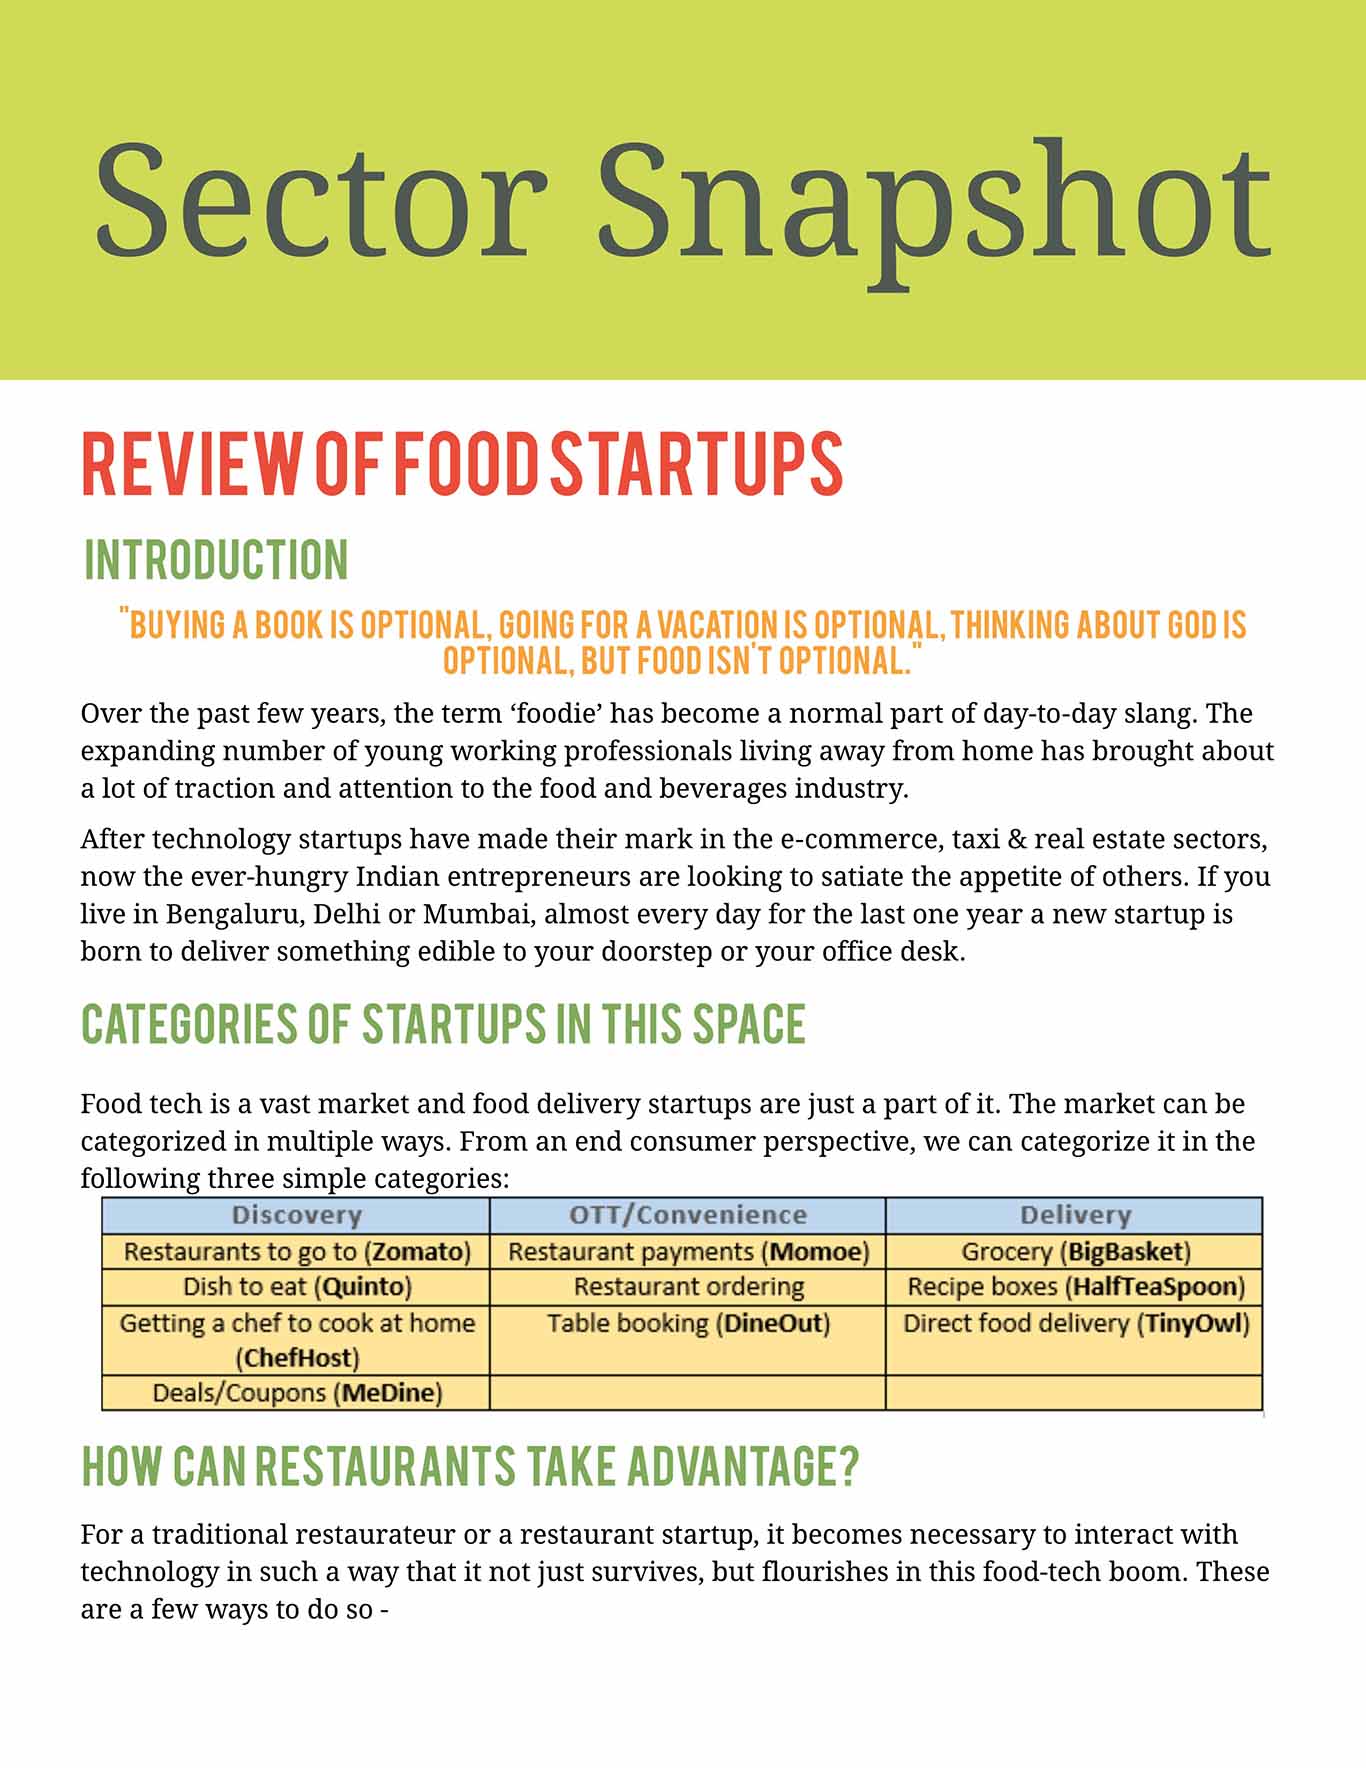 Sector Snapshot
REVIEW OF FOOD STARTUPS
INTRODUCTION
"BUYING A BOOK IS OPTIONAL, GOING FOR A VACATION IS OPTIONAL, THINKING ABOUT GOD IS
OPTIONAL, BUT FOOD ISN'T OPTIONAL."
Over the past few years, the term ‘foodie’ has become a normal part of day-to-day slang. The
expanding number of young working professionals living away from home has brought about
a lot of traction and attention to the food and beverages industry.
After technology startups have made their mark in the e-commerce, taxi & real estate sectors,
now the ever-hungry Indian entrepreneurs are looking to satiate the appetite of others. If you
live in Bengaluru, Delhi or Mumbai, almost every day for the last one year a new startup is
born to deliver something edible to your doorstep or your office desk.
CATEGORIES OF STARTUPS IN THIS SPACE
Food tech is a vast market and food delivery startups are just a part of it. The market can be
categorized in multiple ways. From an end consumer perspective, we can categorize it in the
following three simple categories:
Discovery OTT/Convenience Delivery
Restaurants to go to (Zomato) Restaurant payments (Momoe) Grocery (BigBasket)
Dish to eat (Quinto) Restaurant ordering Recipe boxes (HalfTeaSpoon)
Getting a chef to cook at home Table booking (DineOut) Direct food delivery (TinyOwl)
(ChefHost)
Deals/Coupons (MeDine)
HOW CAN RESTAURANTS TAKE ADVANTAGE?
For a traditional restaurateur or a restaurant startup, it becomes necessary to interact with
technology in such a way that it not just survives, but flourishes in this food-tech boom. These
are a few ways to do so -